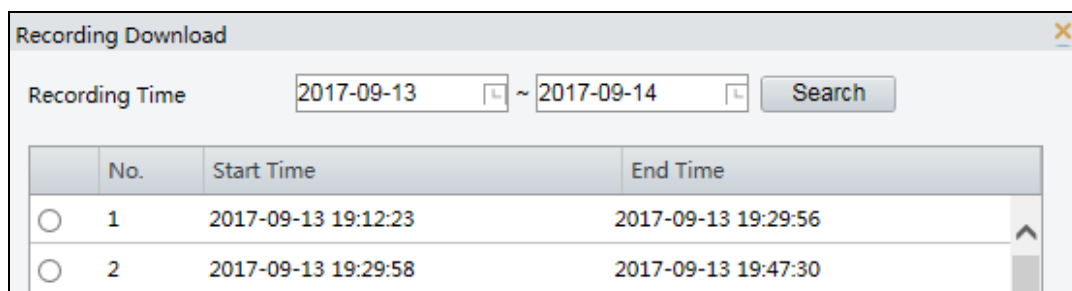 Recording Download
Recording Time 2017-09-13 ~ 2017-09-14 Search
No. Start Time End Time
1 2017-09-13 19:12:23 2017-09-13 19:29:56
2 2017-09-13 19:29:58 2017-09-13 19:47:30